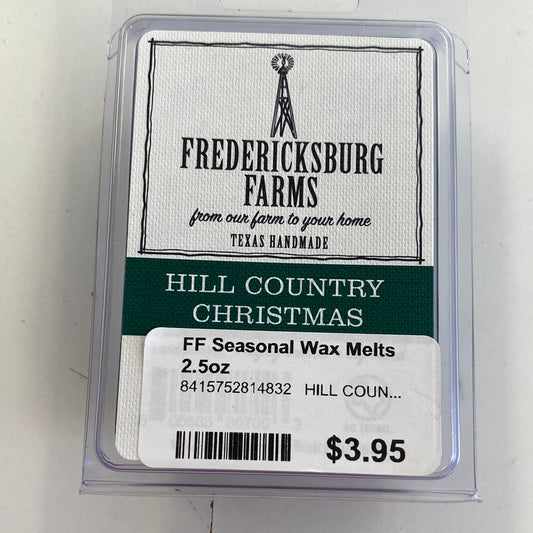 FREDERICKSBURG
FARMS
from our farm to your home
TEXAS HANDMADE
HILL COUNTRY
CHRISTMAS
FF Seasonal Wax Melts
2.5oz
8415752814832 HILL COUN...
$3.95